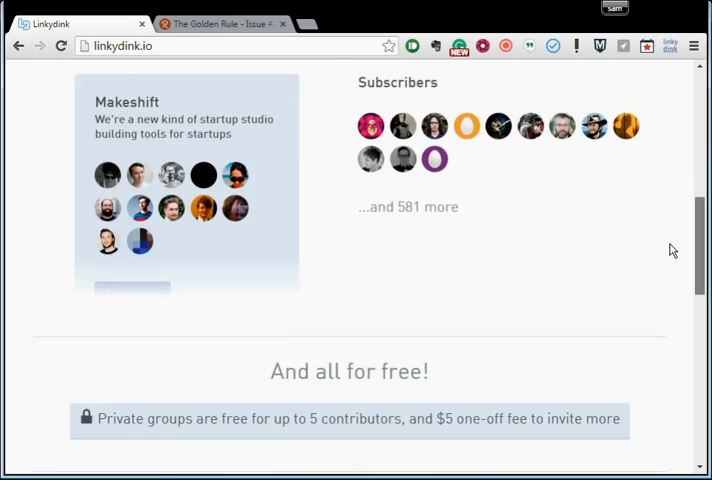 sam
Linkydink
The Golden Rule - Issue #
linkydink.io
NEW
linky
dink
Makeshift
We're a new kind of startup studio
building tools for startups
Subscribers
...and 581 more
And all for free!
Private groups are free for up to 5 contributors, and $5 one-off fee to invite more